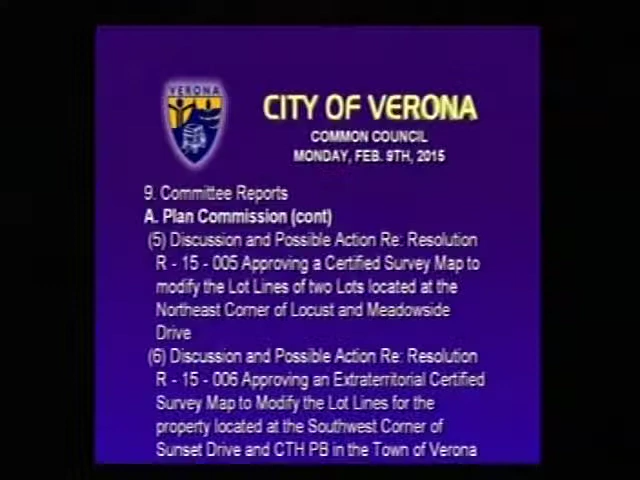 VERONA
CITY OF VERONA
COMMON COUNCIL
MONDAY, FEB. 9TH, 2015
9. Committee Reports
A. Plan Commission (cont)
(5) Discussion and Possible Action Re: Resolution
R - 15 - 005 Approving a Certified Survey Map to
modify the Lot Lines of two Lots located at the
Northeast Corner of Locust and Meadowside
Drive
(6) Discussion and Possible Action Re: Resolution
R - 15 - 006 Approving an Extraterritorial Certified
Survey Map to Modify the Lot Lines for the
property located at the Southwest Corner of
Sunset Drive and CTH PB in the Town of Verona